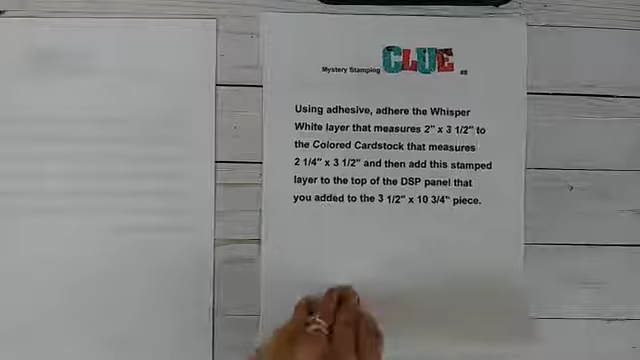 Mystery Stamping CLUE #8
Using adhesive, adhere the Whisper
White layer that measures 2" x 3 1/2" to
the Colored Cardstock that measures
2 1/4" x 3 1/2" and then add this stamped
layer to the top of the DSP panel that
you added to the 3 1/2" x 10 3/4" piece.